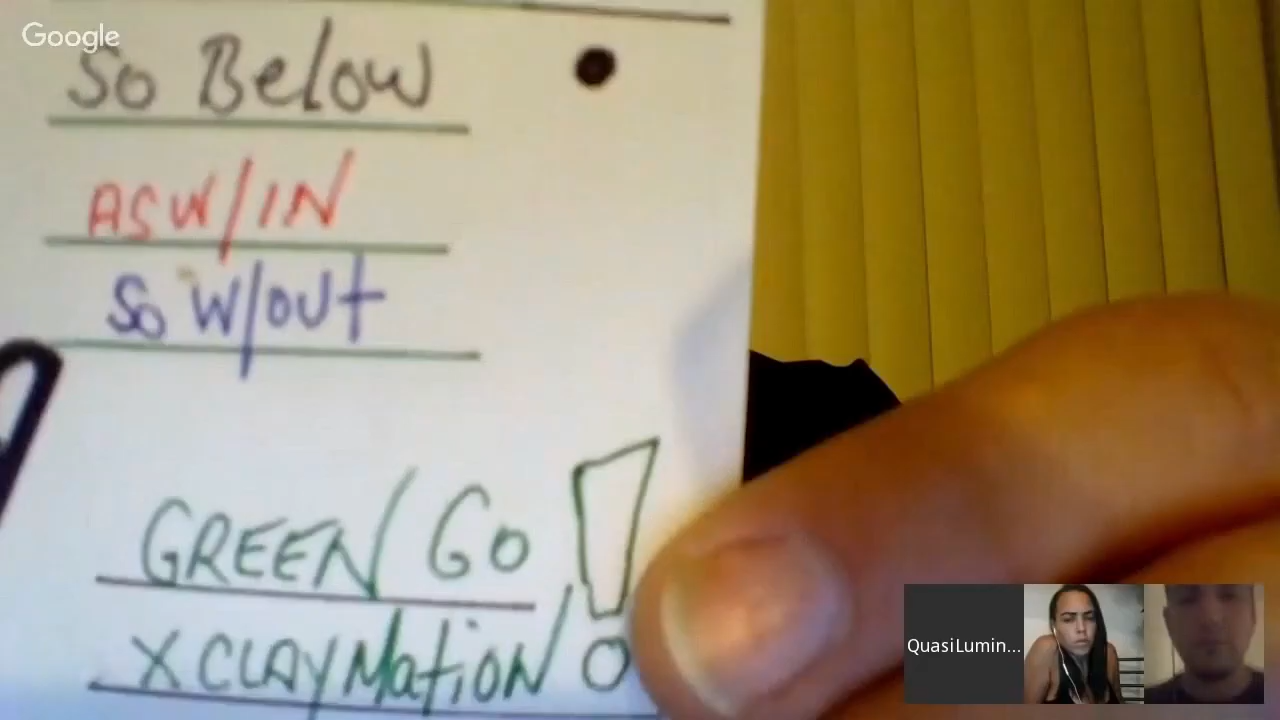 Google
So Below
ASW/IN
So W/OUT
GREEN GO!
XCLAYMatiON
QuasiLumin...